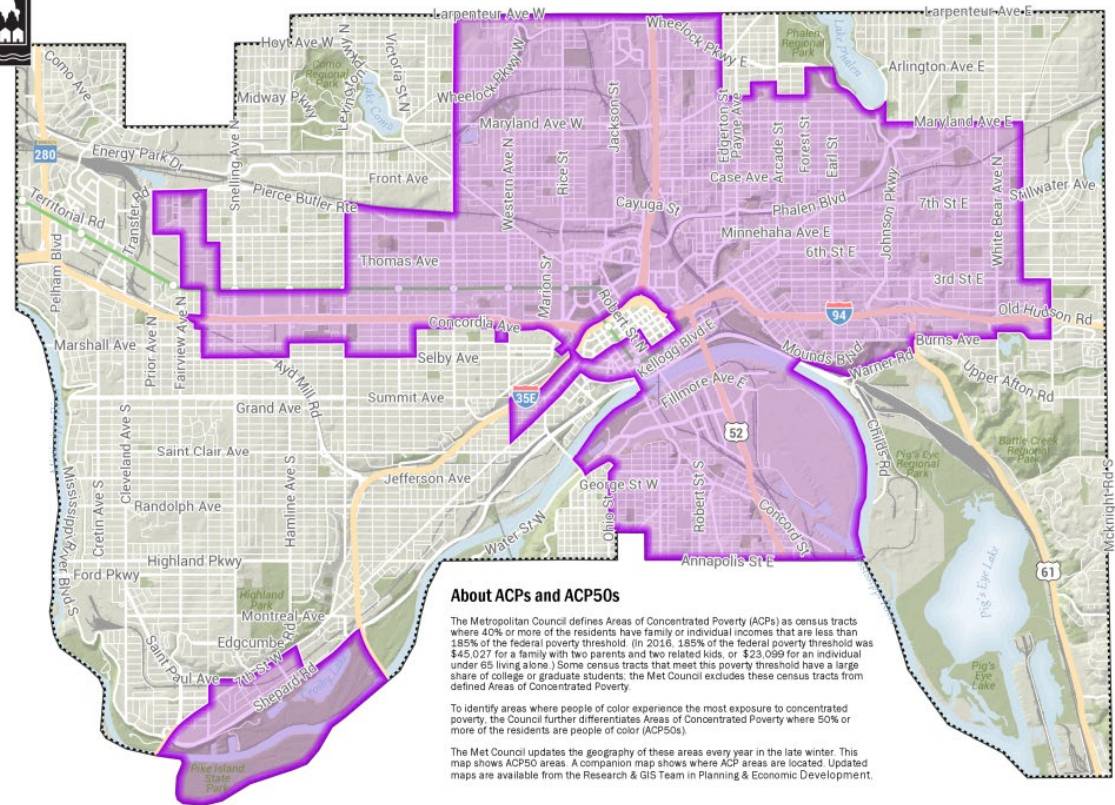 Larpenteur Ave W
Larpenteur Ave E
Wheelock Pkwy E
Hoyt Ave W
Como Ave
Victoria St N
Lexington Pkwy N
Como Regional Park
Lake Como
Phalen Regional Park
Lake Phalen
Arlington Ave E
Midway Pkwy
Wheelock Pkwy W
Maryland Ave W
Jackson St
Edgerton St
Payne Ave
Arcade St
Forest St
Earl St
Maryland Ave E
280
Energy Park Dr
Snelling Ave N
Front Ave
Western Ave N
Rice St
Case Ave
Johnson Pkwy
White Bear Ave N
Stillwater Ave
Territorial Rd
Transfer Rd
Pierce Butler Rte
Cayuga St
Phalen Blvd
7th St E
Minnehaha Ave E
6th St E
Pelham Blvd
Thomas Ave
Marion St
3rd St E
Prior Ave N
Fairview Ave N
Concordia Ave
Robert St N
Kellogg Blvd E
94
Old Hudson Rd
Marshall Ave
Selby Ave
Mounds Blvd
Warner Rd
Burns Ave
Ayd Mill Rd
Summit Ave
35E
Fillmore Ave E
Upper Afton Rd
Grand Ave
52
Childs Rd
Cleveland Ave S
Saint Clair Ave
Pig's Eye Regional Park
Battle Creek Regional Park
Mississippi River Blvd S
Cretin Ave S
Hamline Ave S
Jefferson Ave
George St W
Robert St S
Randolph Ave
Ohio St
Concord St
Mcknight Rd S
Water St W
Highland Pkwy
Annapolis St E
Ford Pkwy
Pig's Eye Lake
61
Highland Park
Montreal Ave
Edgcumbe Rd
Saint Paul Ave
7th St W
Shepard Rd
Pike Island State Park
Pig's Eye Lake
About ACPs and ACP50s
The Metropolitan Council defines Areas of Concentrated Poverty (ACPs) as census tracts
where 40% or more of the residents have family or individual incomes that are less than
185% of the federal poverty threshold. (In 2016, 185% of the federal poverty threshold was
$45,027 for a family with two parents and two related kids, or $23,099 for an individual
under 65 living alone.) Some census tracts that meet this poverty threshold have a large
share of college or graduate students; the Met Council excludes these census tracts from
defined Areas of Concentrated Poverty.
To identify areas where people of color experience the most exposure to concentrated
poverty, the Council further differentiates Areas of Concentrated Poverty where 50% or
more of the residents are people of color (ACP50s).
The Met Council updates the geography of these areas every year in the late winter. This
map shows ACP50 areas. A companion map shows where ACP areas are located. Updated
maps are available from the Research & GIS Team in Planning & Economic Development.